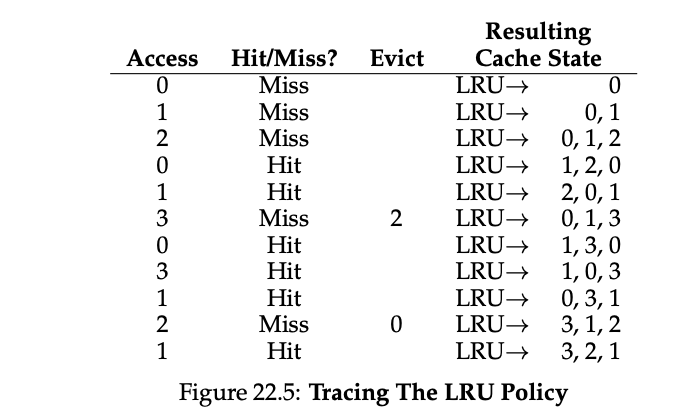 Resulting
Access Hit/Miss? Evict Cache State
0 Miss LRU→ 0
1 Miss LRU→ 0, 1
2 Miss LRU→ 0, 1, 2
0 Hit LRU→ 1, 2, 0
1 Hit LRU→ 2, 0, 1
3 Miss 2 LRU→ 0, 1, 3
0 Hit LRU→ 1, 3, 0
3 Hit LRU→ 1, 0, 3
1 Hit LRU→ 0, 3, 1
2 Miss 0 LRU→ 3, 1, 2
1 Hit LRU→ 3, 2, 1
Figure 22.5: Tracing The LRU Policy